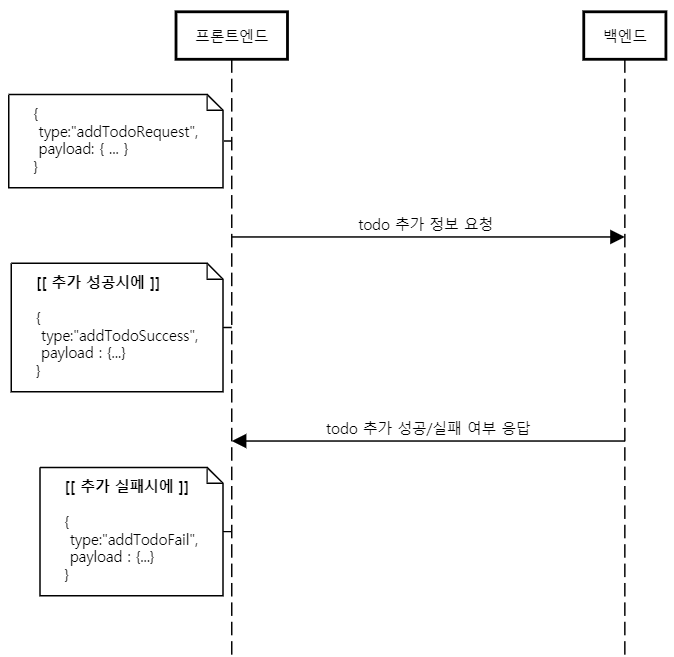 프론트엔드
백엔드
{
type:"addTodoRequest",
payload: { ... }
}
todo 추가 정보 요청
[[ 추가 성공시에 ]]
{
type:"addTodoSuccess",
payload : {...}
}
todo 추가 성공/실패 여부 응답
[[ 추가 실패시에 ]]
{
type:"addTodoFail",
payload : {...}
}